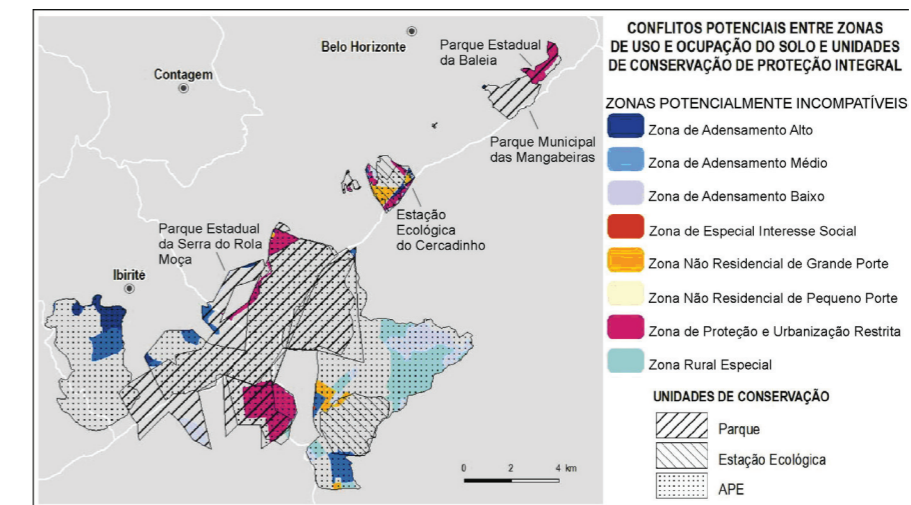 CONFLITOS POTENCIAIS ENTRE ZONAS
DE USO E OCUPAÇÃO DO SOLO E UNIDADES
DE CONSERVAÇÃO DE PROTEÇÃO INTEGRAL
Belo Horizonte
Parque Estadual
da Baleia
Contagem
Parque Municipal
das Mangabeiras
Estação
Ecológica
do Cercadinho
Parque Estadual
da Serra do Rola
Moça
Ibirité
0 2 4 km
ZONAS POTENCIALMENTE INCOMPATÍVEIS
Zona de Adensamento Alto
Zona de Adensamento Médio
Zona de Adensamento Baixo
Zona de Especial Interesse Social
Zona Não Residencial de Grande Porte
Zona Não Residencial de Pequeno Porte
Zona de Proteção e Urbanização Restrita
Zona Rural Especial
UNIDADES DE CONSERVAÇÃO
Parque
Estação Ecológica
APE